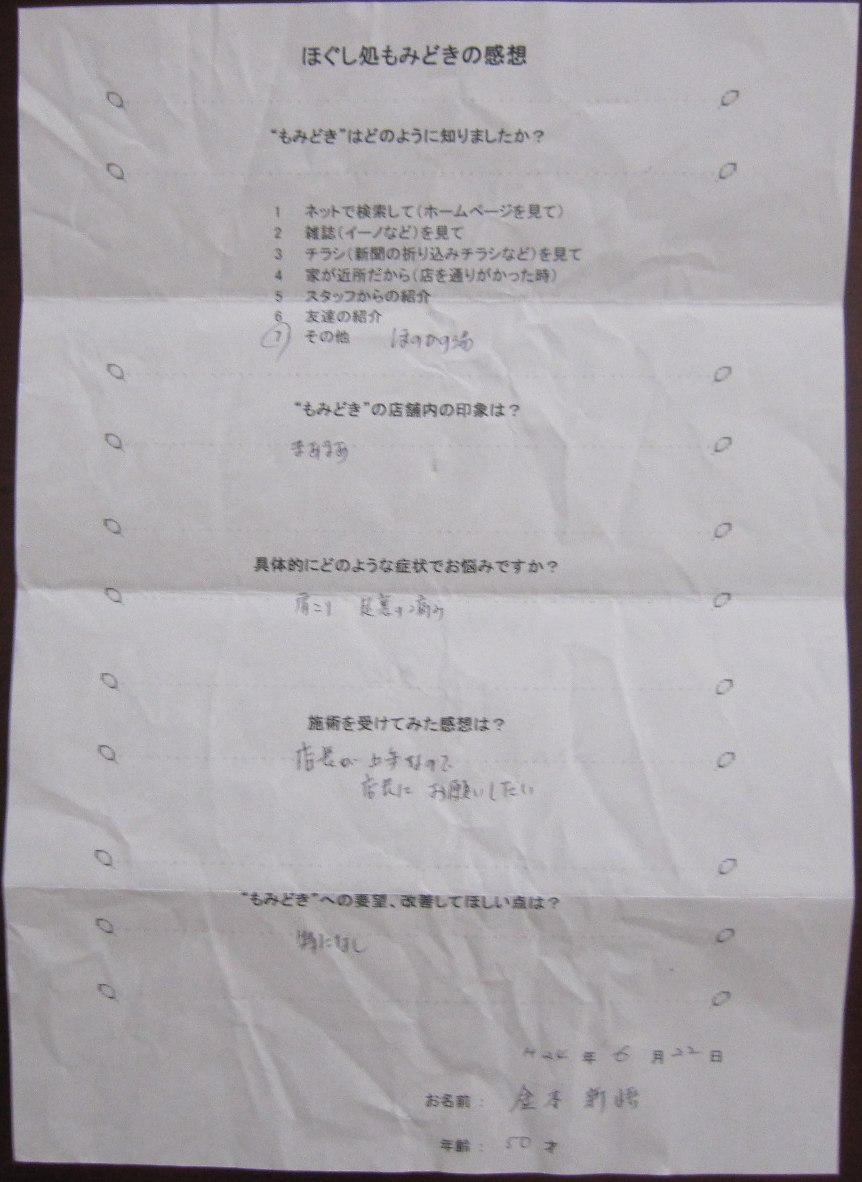 ほぐし処もみどきの感想
“もみどき”はどのように知りましたか？
1 ネットで検索して（ホームページを見て）
2 雑誌（イーノなど）を見て
3 チラシ（新聞の折り込みチラシなど）を見て
4 家が近所だから（店を通りがかった時）
5 スタッフからの紹介
6 友達の紹介
7 その他 ほのかの湯
“もみどき”の店舗内の印象は？
まあまあ
具体的にどのような症状でお悩みですか？
肩こり 足裏の痛み
施術を受けてみた感想は？
店長が上手なので
店長に お願いしたい
“もみどき”への要望、改善してほしい点は？
特になし
H24 年 6 月 22 日
お名前： 金本 新
年齢： 50 才